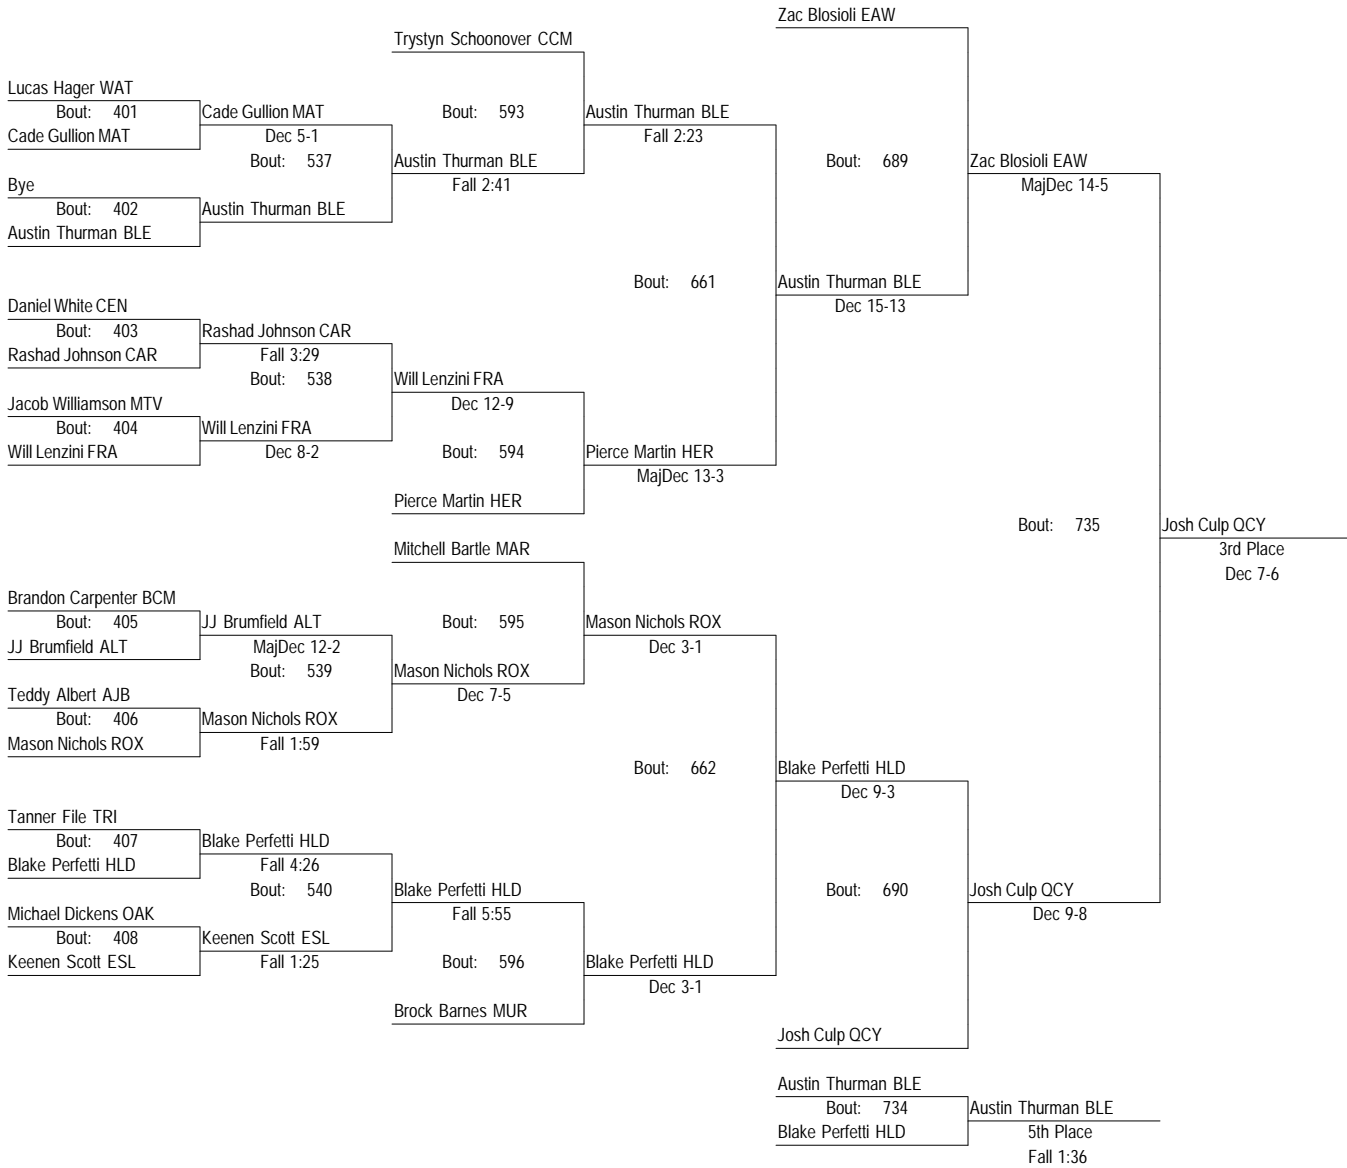 Zac Blosioli EAW
Trystyn Schoonover CCM
Lucas Hager WAT
Bout: 401
Cade Gullion MAT
Bout: 593
Austin Thurman BLE
Cade Gullion MAT
Dec 5-1
Fall 2:23
Bout: 537
Austin Thurman BLE
Bout: 689
Zac Blosioli EAW
Bye
Fall 2:41
MajDec 14-5
Bout: 402
Austin Thurman BLE
Austin Thurman BLE
Bout: 661
Austin Thurman BLE
Daniel White CEN
Dec 15-13
Bout: 403
Rashad Johnson CAR
Rashad Johnson CAR
Fall 3:29
Bout: 538
Will Lenzini FRA
Jacob Williamson MTV
Dec 12-9
Bout: 404
Will Lenzini FRA
Will Lenzini FRA
Dec 8-2
Bout: 594
Pierce Martin HER
MajDec 13-3
Pierce Martin HER
Bout: 735
Josh Culp QCY
Mitchell Bartle MAR
3rd Place
Dec 7-6
Brandon Carpenter BCM
Bout: 405
JJ Brumfield ALT
Bout: 595
Mason Nichols ROX
JJ Brumfield ALT
MajDec 12-2
Dec 3-1
Bout: 539
Mason Nichols ROX
Teddy Albert AJB
Dec 7-5
Bout: 406
Mason Nichols ROX
Mason Nichols ROX
Fall 1:59
Bout: 662
Blake Perfetti HLD
Dec 9-3
Tanner File TRI
Bout: 407
Blake Perfetti HLD
Blake Perfetti HLD
Fall 4:26
Bout: 540
Blake Perfetti HLD
Bout: 690
Josh Culp QCY
Michael Dickens OAK
Fall 5:55
Dec 9-8
Bout: 408
Keenen Scott ESL
Keenen Scott ESL
Fall 1:25
Bout: 596
Blake Perfetti HLD
Dec 3-1
Brock Barnes MUR
Josh Culp QCY
Austin Thurman BLE
Bout: 734
Austin Thurman BLE
Blake Perfetti HLD
5th Place
Fall 1:36